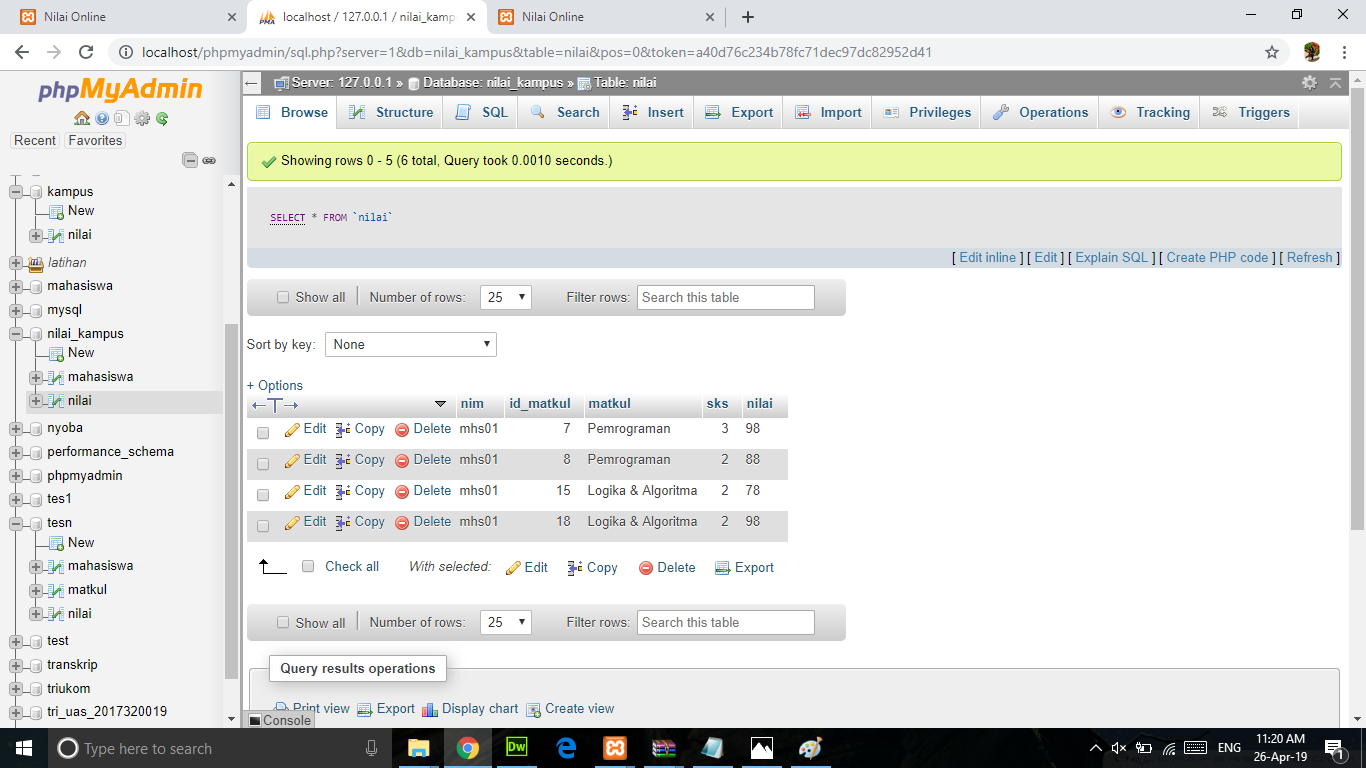 Nilai Online
localhost / 127.0.0.1 / nilai_kamp
Nilai Online
localhost/phpmyadmin/sql.php?server=1&db=nilai_kampus&table=nilai&pos=0&token=a40d76c234b78fc71dec97dc82952d41
phpMyAdmin
Recent Favorites
kampus
New
nilai
latihan
mahasiswa
mysql
nilai_kampus
New
mahasiswa
nilai
nyoba
performance_schema
phpmyadmin
tes1
tesn
New
mahasiswa
matkul
nilai
test
transkrip
triukom
tri_uas_2017320019
Server: 127.0.0.1 » Database: nilai_kampus » Table: nilai
Browse Structure SQL Search Insert Export Import Privileges Operations Tracking Triggers
Showing rows 0 - 5 (6 total, Query took 0.0010 seconds.)
SELECT * FROM `nilai`
[ Edit inline ] [ Edit ] [ Explain SQL ] [ Create PHP code ] [ Refresh ]
Show all Number of rows: 25 Filter rows: Search this table
Sort by key: None
+ Options
nim id_matkul matkul sks nilai
Edit Copy Delete mhs01 7 Pemrograman 3 98
Edit Copy Delete mhs01 8 Pemrograman 2 88
Edit Copy Delete mhs01 15 Logika & Algoritma 2 78
Edit Copy Delete mhs01 18 Logika & Algoritma 2 98
Check all With selected: Edit Copy Delete Export
Show all Number of rows: 25 Filter rows: Search this table
Query results operations
Print view Export Display chart Create view
Console
Type here to search
Dw
ENG
11:20 AM
26-Apr-19
1